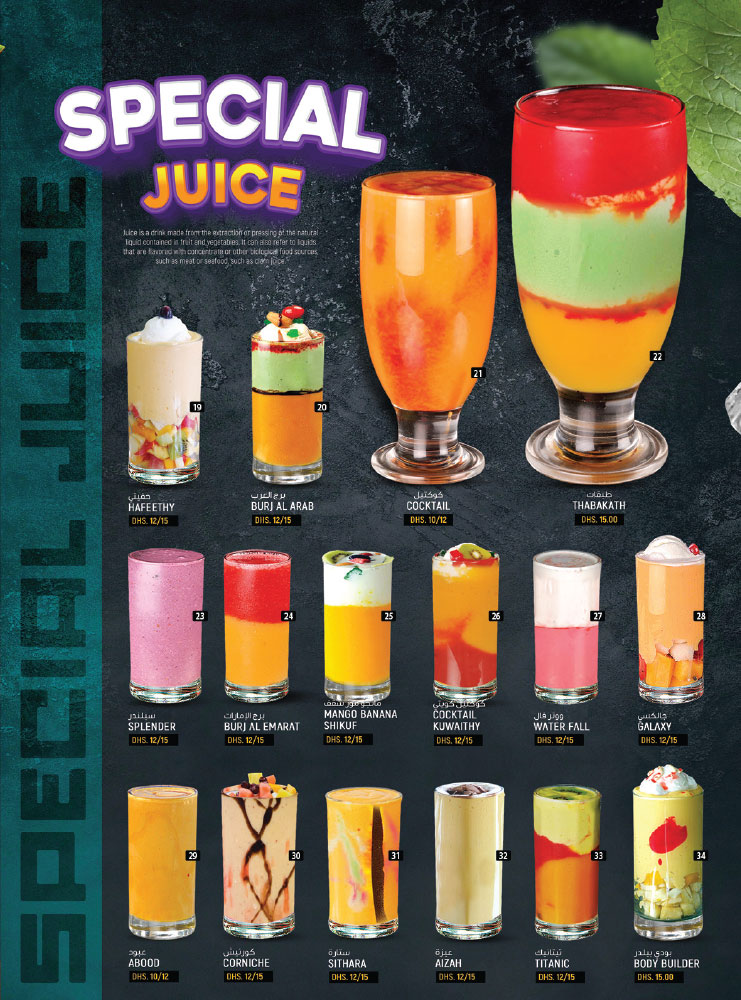 SPECIAL JUICE
SPECIAL
JUICE
Juice is a drink made from the extraction or pressing of the natural
liquid contained in fruit and vegetables. It can also refer to liquids
that are flavored with concentrate or other biological food sources,
such as meat or seafood, such as clam juice.
19
20
21
22
حفيتي
HAFEETHY
DHS. 12/15
برج العرب
BURJ AL ARAB
DHS. 12/15
كوكتيل
COCKTAIL
DHS. 10/12
طبقات
THABAKATH
DHS. 15.00
23
24
25
26
27
28
سبلندر
SPLENDER
DHS. 12/15
برج الإمارات
BURJ AL EMARAT
DHS. 12/15
مانجو موز شقف
MANGO BANANA
SHIKUF
DHS. 12/15
كوكتيل كويتي
COCKTAIL
KUWAITHY
DHS. 12/15
ووتر فال
WATER FALL
DHS. 12/15
جالكسي
GALAXY
DHS. 12/15
29
30
31
32
33
34
عبود
ABOOD
DHS. 10/12
كورنيش
CORNICHE
DHS. 12/15
ستارة
SITHARA
DHS. 12/15
عيزة
AIZAH
DHS. 12/15
تيتانيك
TITANIC
DHS. 12/15
بودي بيلدر
BODY BUILDER
DHS. 15.00